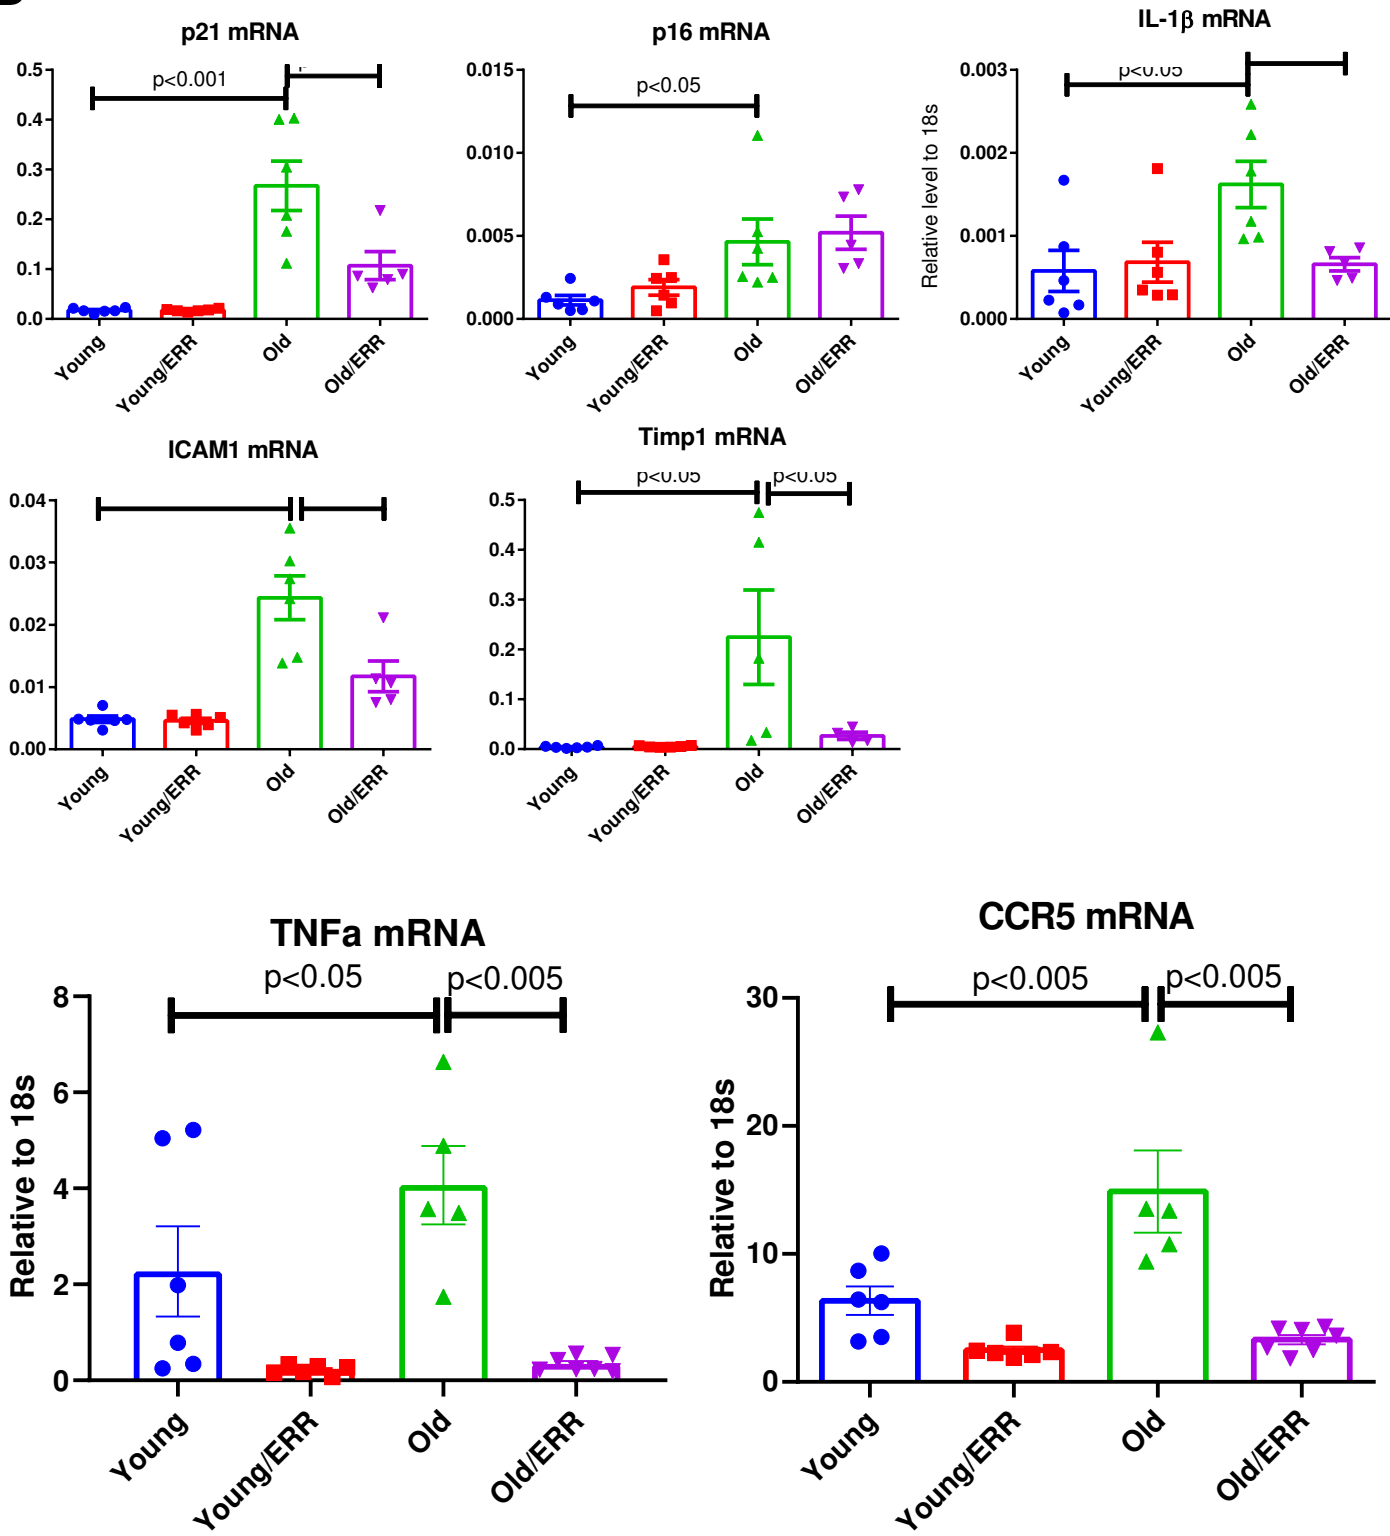 p21 mRNA
0.5
0.4
0.3
0.2
0.1
0.0
p<0.001
Young
Young/ERR
Old
Old/ERR
p16 mRNA
0.015
0.010
0.005
0.000
p<0.05
Young
Young/ERR
Old
Old/ERR
IL-1β mRNA
Relative level to 18s
0.003
0.002
0.001
0.000
p<0.05
Young
Young/ERR
Old
Old/ERR
ICAM1 mRNA
0.04
0.03
0.02
0.01
0.00
Young
Young/ERR
Old
Old/ERR
Timp1 mRNA
0.5
0.4
0.3
0.2
0.1
0.0
p<0.05
p<0.05
Young
Young/ERR
Old
Old/ERR
TNFa mRNA
Relative to 18s
8
6
4
2
0
p<0.05
p<0.005
Young
Young/ERR
Old
Old/ERR
CCR5 mRNA
Relative to 18s
30
20
10
0
p<0.005
p<0.005
Young
Young/ERR
Old
Old/ERR